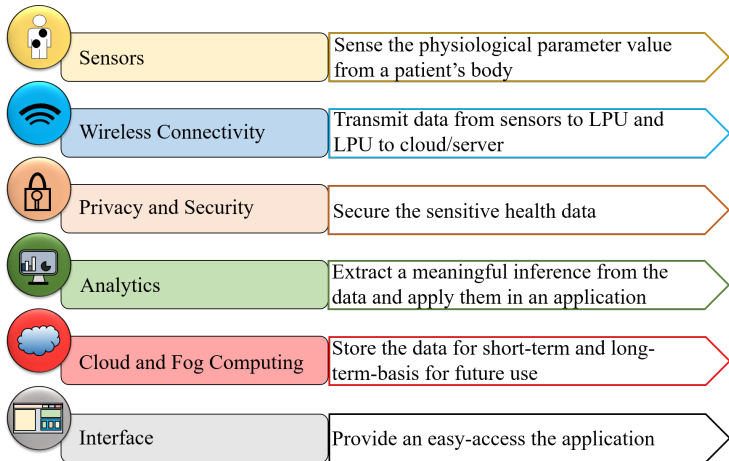 Sensors
Sense the physiological parameter value
from a patient’s body
Wireless Connectivity
Transmit data from sensors to LPU and
LPU to cloud/server
Privacy and Security
Secure the sensitive health data
Analytics
Extract a meaningful inference from the
data and apply them in an application
Cloud and Fog Computing
Store the data for short-term and long-
term-basis for future use
Interface
Provide an easy-access the application